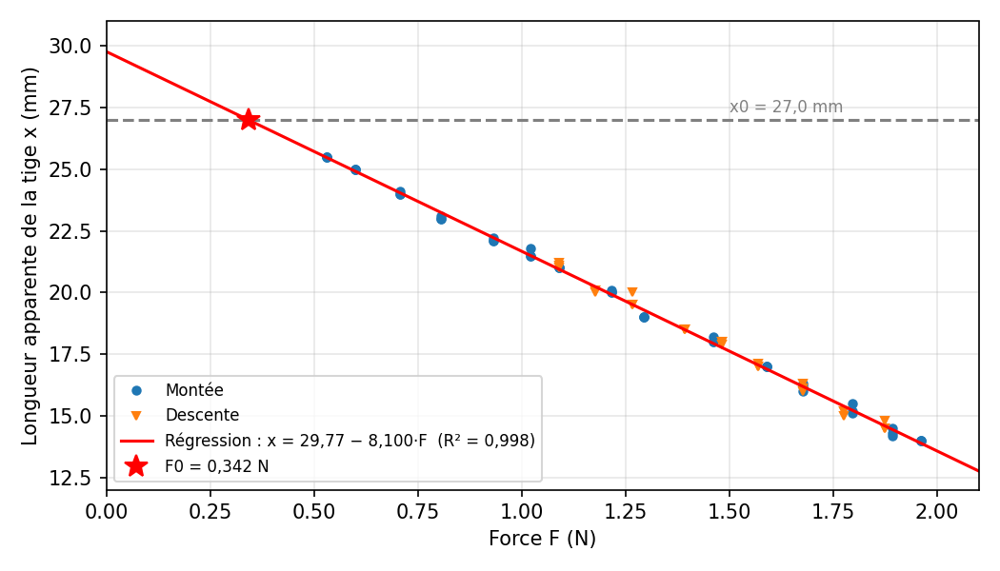 30.0
27.5
25.0
22.5
20.0
17.5
15.0
12.5
Longueur apparente de la tige x (mm)
x0 = 27,0 mm
Montée
Descente
Régression : x = 29,77 − 8,100·F  (R² = 0,998)
F0 = 0,342 N
0.00 0.25 0.50 0.75 1.00 1.25 1.50 1.75 2.00
Force F (N)